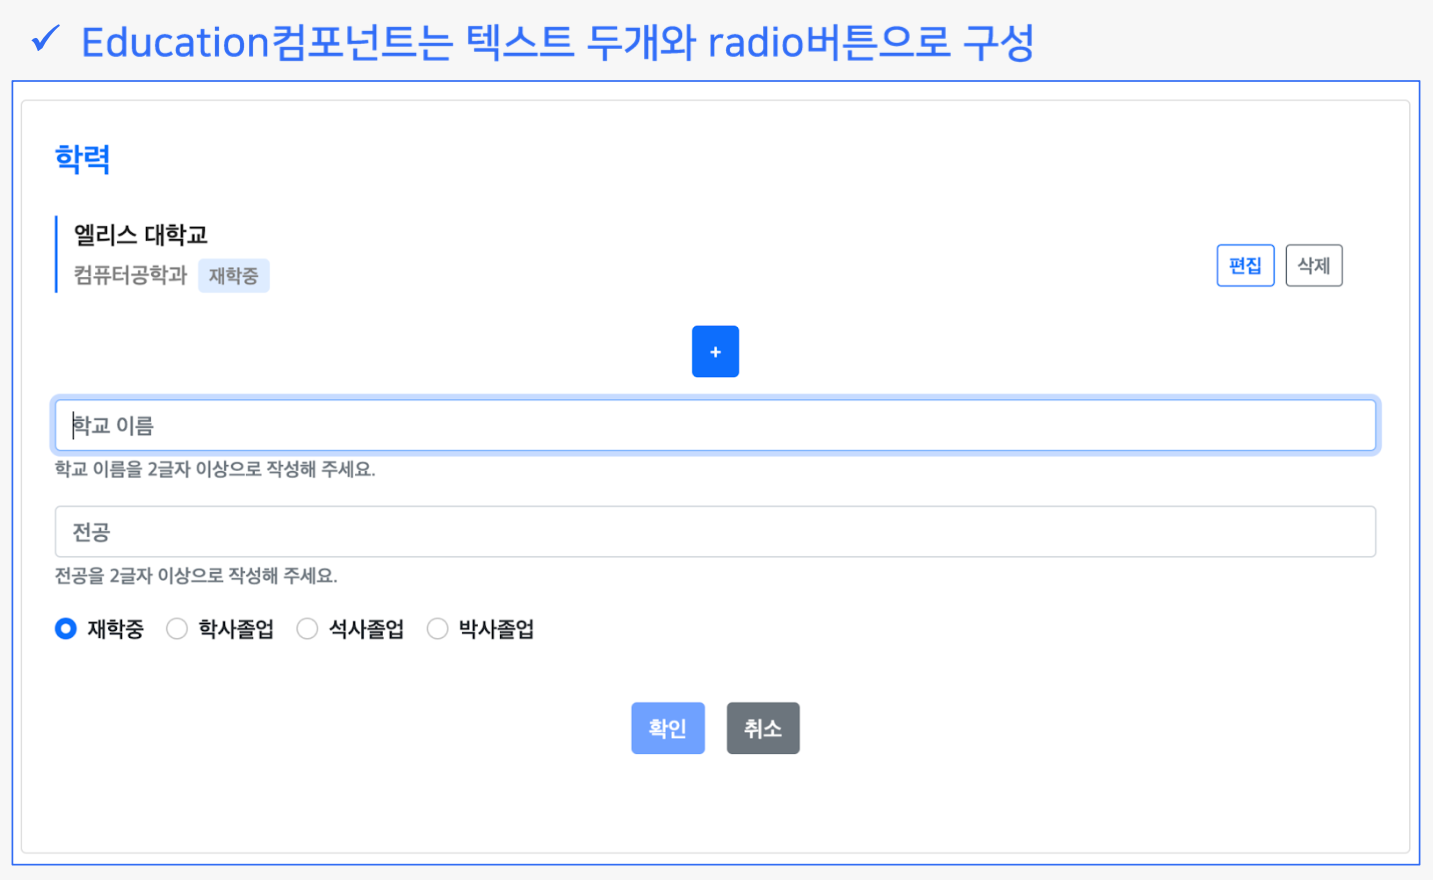 ✓ Education컴포넌트는 텍스트 두개와 radio버튼으로 구성
학력
엘리스 대학교
컴퓨터공학과 재학중
편집 삭제
+
학교 이름
학교 이름을 2글자 이상으로 작성해 주세요.
전공
전공을 2글자 이상으로 작성해 주세요.
재학중 학사졸업 석사졸업 박사졸업
확인 취소